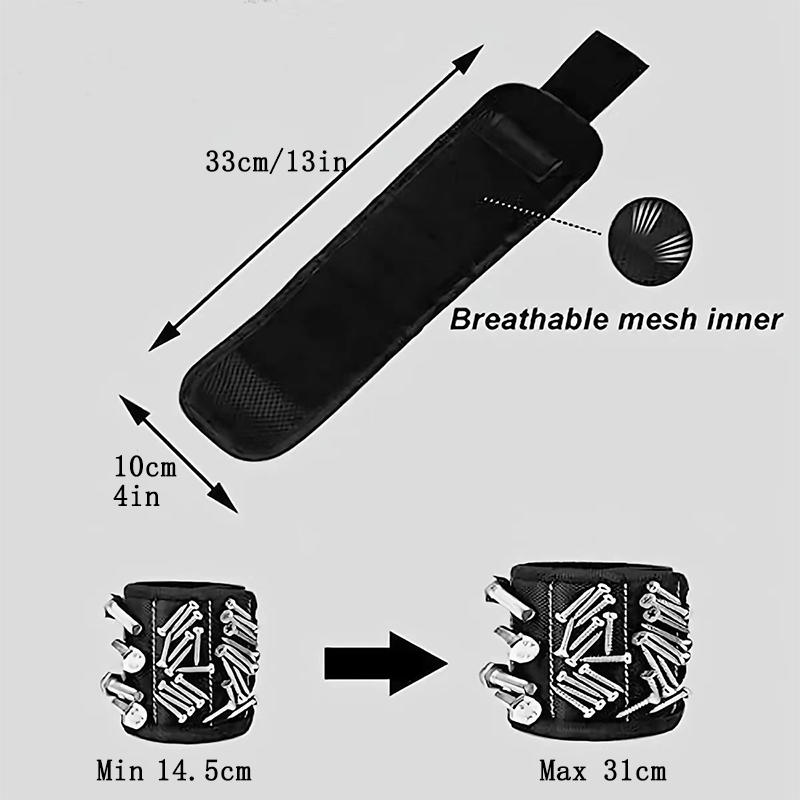 33cm/13in
Breathable mesh inner
10cm
4in
Min 14.5cm
Max 31cm